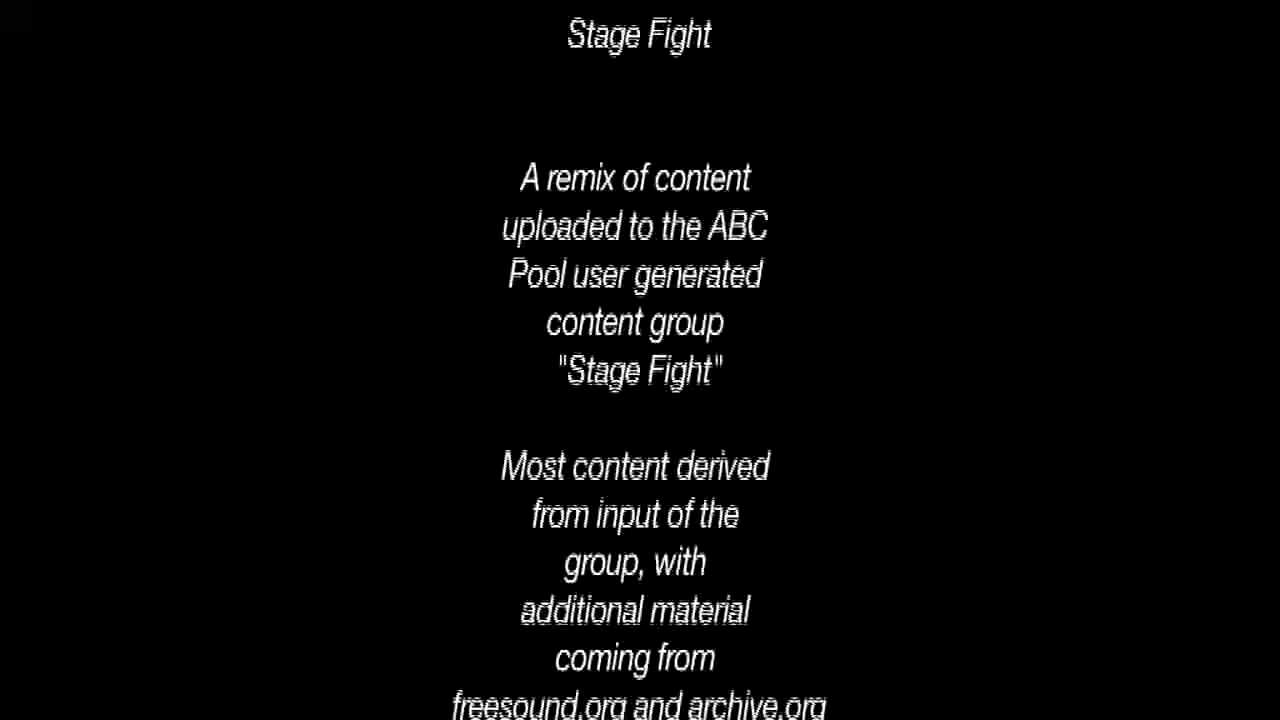 Stage Fight
A remix of content
uploaded to the ABC
Pool user generated
content group
"Stage Fight"
Most content derived
from input of the
group, with
additional material
coming from
freesound.org and archive.org